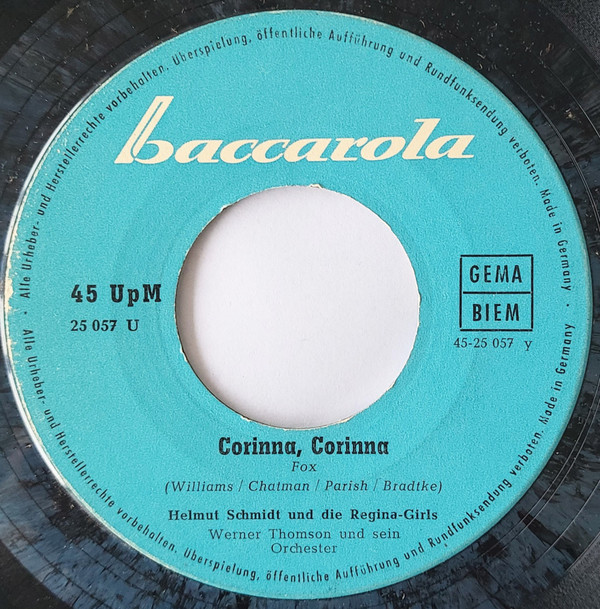 Alle Urheber- und Herstellerrechte vorbehalten. Überspielung, öffentliche Aufführung und Rundfunksendung verboten. Made in Germany ·
baccarola
45 UpM
25 057 U
GEMA
BIEM
45-25 057 y
Corinna, Corinna
Fox
(Williams / Chatman / Parish / Bradtke)
Helmut Schmidt und die Regina-Girls
Werner Thomson und sein
Orchester
Alle Urheber- und Herstellerrechte vorbehalten. Überspielung, öffentliche Aufführung und Rundfunksendung verboten. Made in Germany ·